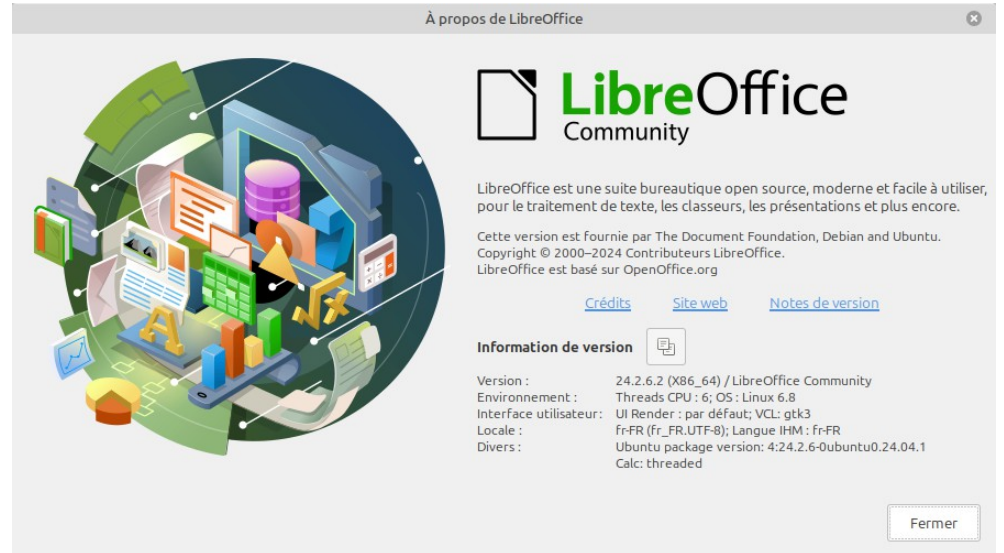 À propos de LibreOffice
LibreOffice
Community
LibreOffice est une suite bureautique open source, moderne et facile à utiliser,
pour le traitement de texte, les classeurs, les présentations et plus encore.
Cette version est fournie par The Document Foundation, Debian and Ubuntu.
Copyright © 2000–2024 Contributeurs LibreOffice.
LibreOffice est basé sur OpenOffice.org
Crédits Site web Notes de version
Information de version
Version : 24.2.6.2 (X86_64) / LibreOffice Community
Environnement : Threads CPU : 6; OS : Linux 6.8
Interface utilisateur : UI Render : par défaut; VCL: gtk3
Locale : fr-FR (fr_FR.UTF-8); Langue IHM : fr-FR
Divers : Ubuntu package version: 4:24.2.6-0ubuntu0.24.04.1
Calc: threaded
Fermer